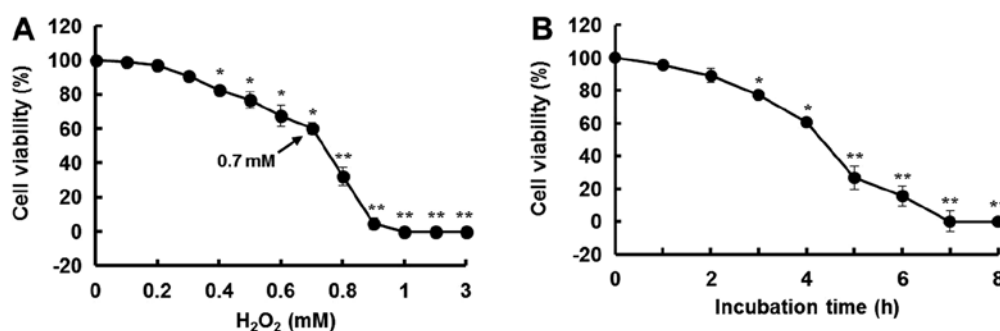 A
B
Cell viability (%)
120
100
80
60
40
20
0
-20
* * * * ** ** ** ** **
0.7 mM
0 0.2 0.4 0.6 0.8 1 3
H₂O₂ (mM)
Cell viability (%)
120
100
80
60
40
20
0
-20
* * ** ** ** **
0 2 4 6 8
Incubation time (h)